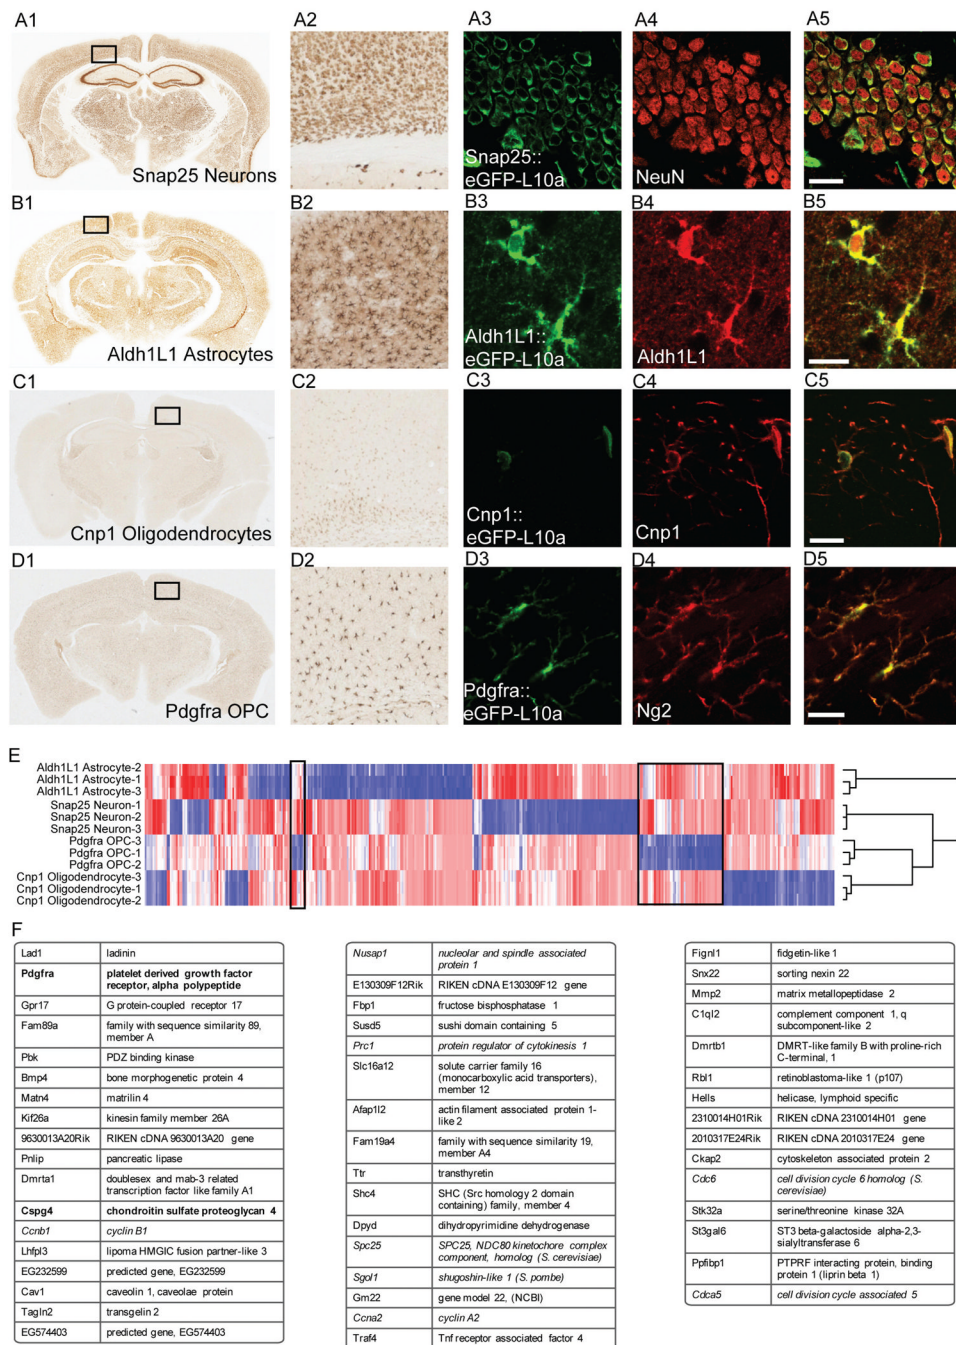 A1
A2
A3
A4
A5
Snap25 Neurons
Snap25::
eGFP-L10a
NeuN
B1
B2
B3
B4
B5
Aldh1L1 Astrocytes
Aldh1L1::
eGFP-L10a
Aldh1L1
C1
C2
C3
C4
C5
Cnp1 Oligodendrocytes
Cnp1::
eGFP-L10a
Cnp1
D1
D2
D3
D4
D5
Pdgfra OPC
Pdgfra::
eGFP-L10a
Ng2
E
Aldh1L1 Astrocyte-2
Aldh1L1 Astrocyte-1
Aldh1L1 Astrocyte-3
Snap25 Neuron-1
Snap25 Neuron-2
Snap25 Neuron-3
Pdgfra OPC-3
Pdgfra OPC-1
Pdgfra OPC-2
Cnp1 Oligodendrocyte-3
Cnp1 Oligodendrocyte-1
Cnp1 Oligodendrocyte-2
F
Lad1 ladinin
Pdgfra platelet derived growth factor
receptor, alpha polypeptide
Gpr17 G protein-coupled receptor 17
Fam89a family with sequence similarity 89,
member A
Pbk PDZ binding kinase
Bmp4 bone morphogenetic protein 4
Matn4 matrilin 4
Kif26a kinesin family member 26A
9630013A20Rik RIKEN cDNA 9630013A20 gene
Pnlip pancreatic lipase
Dmrta1 doublesex and mab-3 related
transcription factor like family A1
Cspg4 chondroitin sulfate proteoglycan 4
Ccnb1 cyclin B1
Lhfpl3 lipoma HMGIC fusion partner-like 3
EG232599 predicted gene, EG232599
Cav1 caveolin 1, caveolae protein
Tagln2 transgelin 2
EG574403 predicted gene, EG574403
Nusap1 nucleolar and spindle associated
protein 1
E130309F12Rik RIKEN cDNA E130309F12 gene
Fbp1 fructose bisphosphatase 1
Susd5 sushi domain containing 5
Prc1 protein regulator of cytokinesis 1
Slc16a12 solute carrier family 16
(monocarboxylic acid transporters),
member 12
Afap1l2 actin filament associated protein 1-
like 2
Fam19a4 family with sequence similarity 19,
member A4
Ttr transthyretin
Shc4 SHC (Src homology 2 domain
containing) family, member 4
Dpyd dihydropyrimidine dehydrogenase
Spc25 SPC25, NDC80 kinetochore complex
component, homolog (S. cerevisiae)
Sgol1 shugoshin-like 1 (S. pombe)
Gm22 gene model 22, (NCBI)
Ccna2 cyclin A2
Traf4 Tnf receptor associated factor 4
Fignl1 fidgetin-like 1
Snx22 sorting nexin 22
Mmp2 matrix metallopeptidase 2
C1ql2 complement component 1, q
subcomponent-like 2
Dmrtb1 DMRT-like family B with proline-rich
C-terminal, 1
Rbl1 retinoblastoma-like 1 (p107)
Hells helicase, lymphoid specific
2310014H01Rik RIKEN cDNA 2310014H01 gene
2010317E24Rik RIKEN cDNA 2010317E24 gene
Ckap2 cytoskeleton associated protein 2
Cdc6 cell division cycle 6 homolog (S.
cerevisiae)
Stk32a serine/threonine kinase 32A
St3gal6 ST3 beta-galactoside alpha-2,3-
sialyltransferase 6
Ppfibp1 PTPRF interacting protein, binding
protein 1 (liprin beta 1)
Cdca5 cell division cycle associated 5